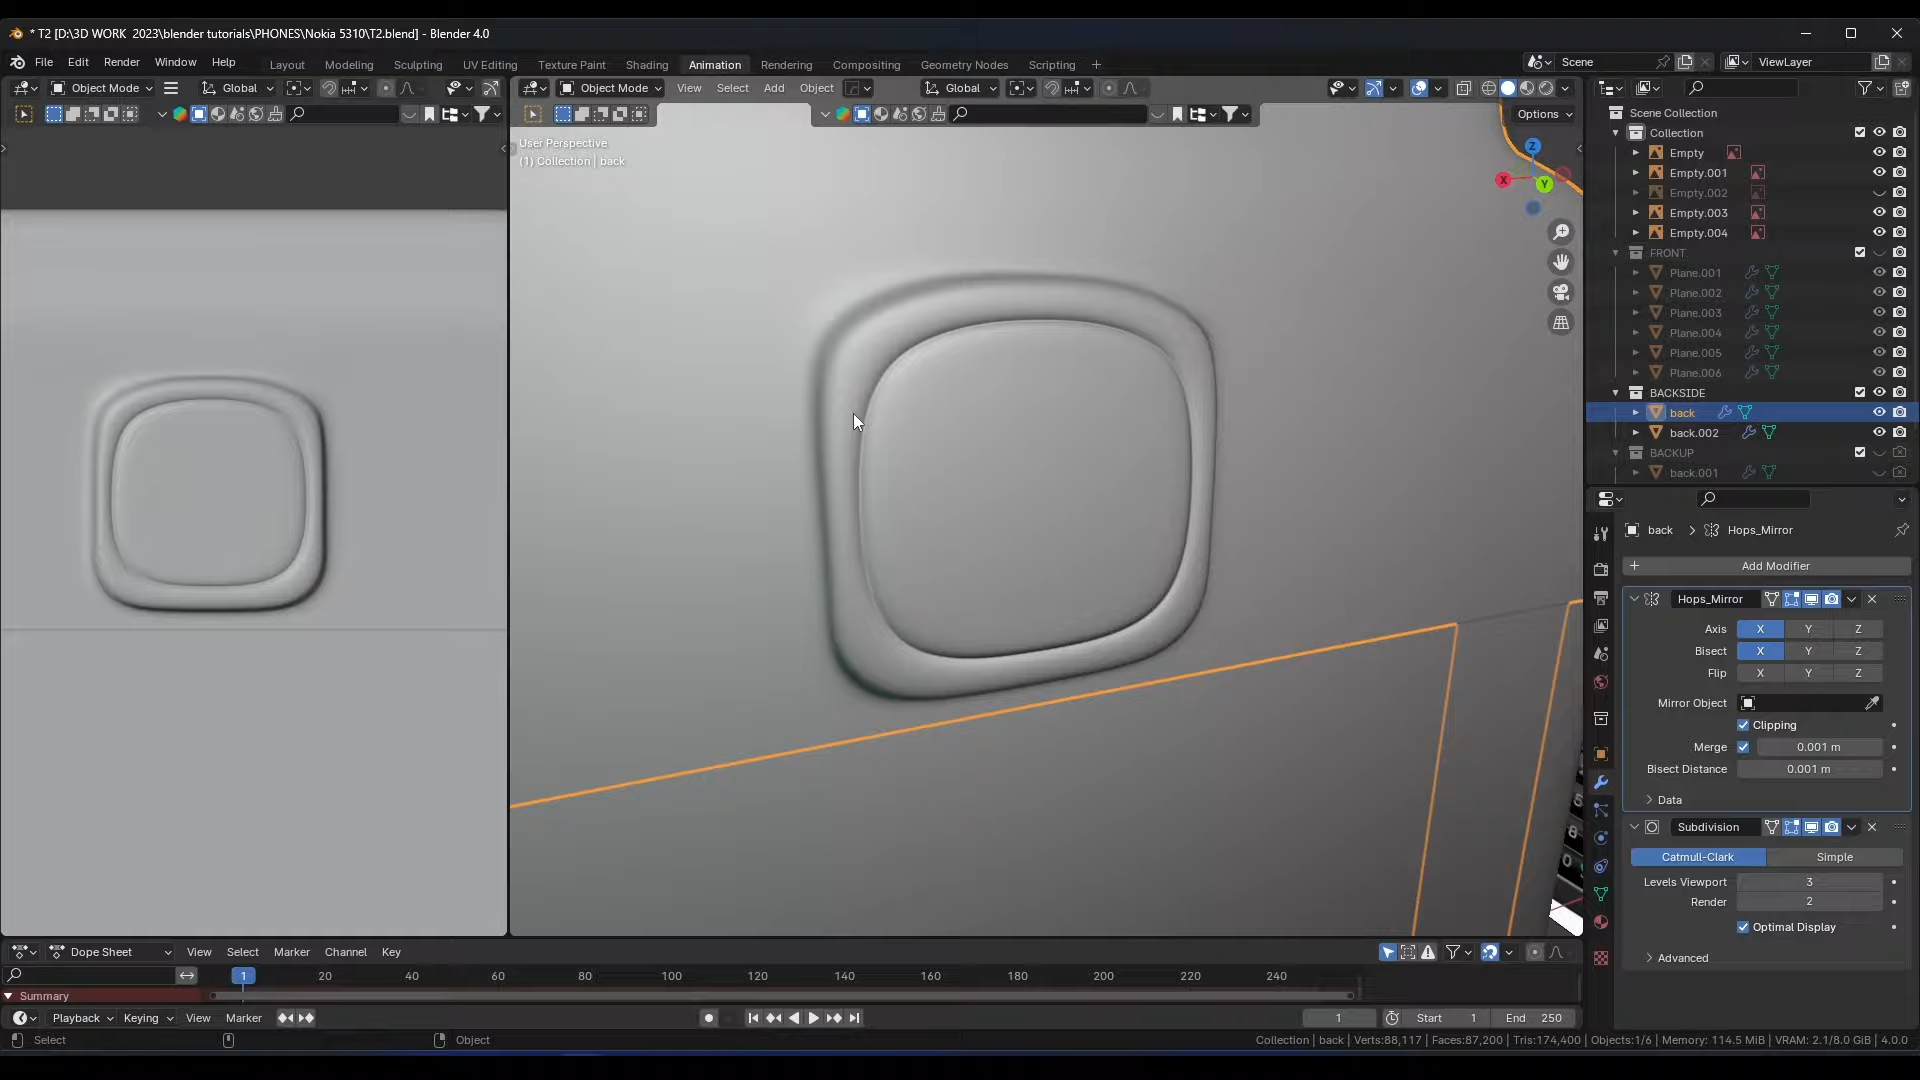 * T2 [D:\3D WORK  2023\blender tutorials\PHONES\Nokia 5310\T2.blend] - Blender 4.0
File Edit Render Window Help
Layout Modeling Sculpting UV Editing Texture Paint Shading Animation Rendering Compositing Geometry Nodes Scripting +
Scene
ViewLayer
Object Mode
Global
Object Mode
View Select Add Object
Global
Options
User Perspective
(1) Collection | back
Z
X
Y
Scene Collection
Collection
Empty
Empty.001
Empty.002
Empty.003
Empty.004
FRONT
Plane.001
Plane.002
Plane.003
Plane.004
Plane.005
Plane.006
BACKSIDE
back
back.002
BACKUP
back.001
back > Hops_Mirror
+ Add Modifier
Hops_Mirror
Axis X Y Z
Bisect X Y Z
Flip X Y Z
Mirror Object
Clipping
Merge 0.001 m
Bisect Distance 0.001 m
Data
Subdivision
Catmull-Clark Simple
Levels Viewport 3
Render 2
Optimal Display
Advanced
Dope Sheet View Select Marker Channel Key
1 20 40 60 80 100 120 140 160 180 200 220 240
Summary
Playback Keying View Marker
1 Start 1 End 250
Select
Object
Collection | back | Verts:88,117 | Faces:87,200 | Tris:174,400 | Objects:1/6 | Memory: 114.5 MiB | VRAM: 2.1/8.0 GiB | 4.0.0